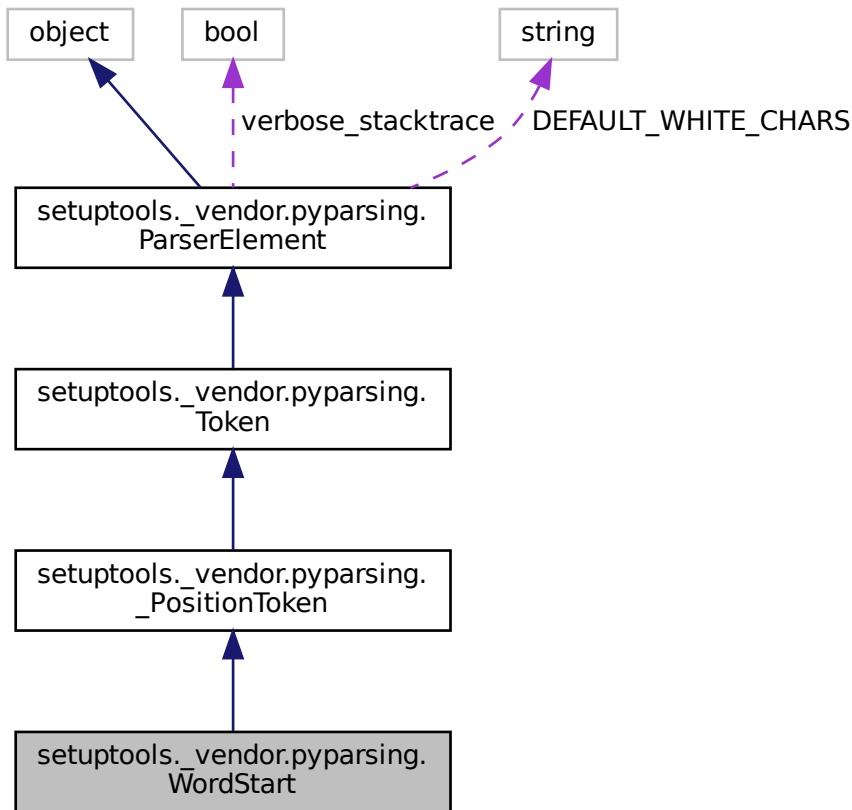 object
bool
string
verbose_stacktrace
DEFAULT_WHITE_CHARS
setuptools._vendor.pyparsing.
ParserElement
setuptools._vendor.pyparsing.
Token
setuptools._vendor.pyparsing.
_PositionToken
setuptools._vendor.pyparsing.
WordStart